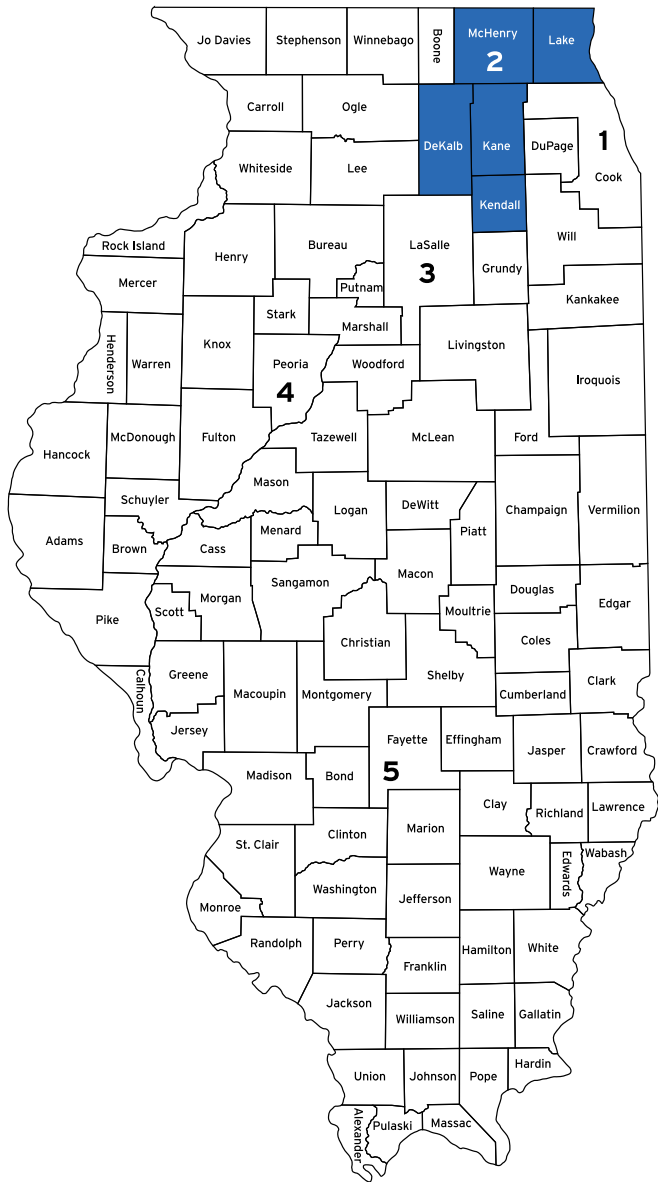 Jo Davies
Stephenson
Winnebago
Boone
McHenry
2
Lake
Carroll
Ogle
DeKalb
Kane
DuPage
1
Cook
Whiteside
Lee
Kendall
Rock Island
Henry
Bureau
LaSalle
3
Will
Grundy
Mercer
Putnam
Kankakee
Stark
Marshall
Henderson
Warren
Knox
Peoria
4
Woodford
Livingston
Iroquois
Hancock
McDonough
Fulton
Tazewell
McLean
Ford
Mason
Schuyler
Logan
DeWitt
Piatt
Champaign
Vermilion
Adams
Brown
Cass
Menard
Macon
Sangamon
Pike
Scott
Morgan
Moultrie
Douglas
Edgar
Christian
Coles
Calhoun
Greene
Macoupin
Montgomery
Shelby
Cumberland
Clark
Jersey
Fayette
5
Effingham
Jasper
Crawford
Madison
Bond
Clay
Richland
Lawrence
St. Clair
Clinton
Marion
Wayne
Edwards
Wabash
Monroe
Washington
Jefferson
Randolph
Perry
Franklin
Hamilton
White
Jackson
Williamson
Saline
Gallatin
Union
Johnson
Pope
Hardin
Alexander
Pulaski
Massac